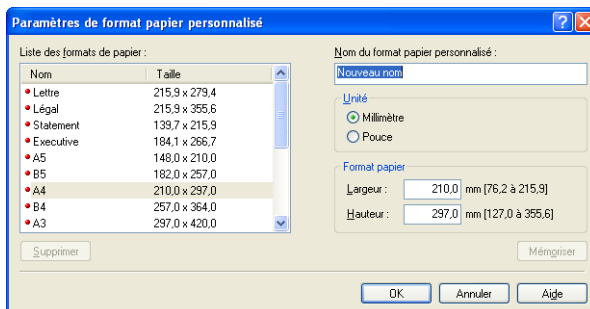 Paramètres de format papier personnalisé
Liste des formats de papier :
Nom Taille
Lettre 215,9 x 279,4
Légal 215,9 x 355,6
Statement 139,7 x 215,9
Executive 184,1 x 266,7
A5 148,0 x 210,0
B5 182,0 x 257,0
A4 210,0 x 297,0
B4 257,0 x 364,0
A3 297,0 x 420,0
Supprimer
Nom du format papier personnalisé :
Nouveau nom
Unité
Millimètre
Pouce
Format papier
Largeur : 210,0 mm [76,2 à 215,9]
Hauteur : 297,0 mm [127,0 à 355,6]
Mémoriser
OK Annuler Aide